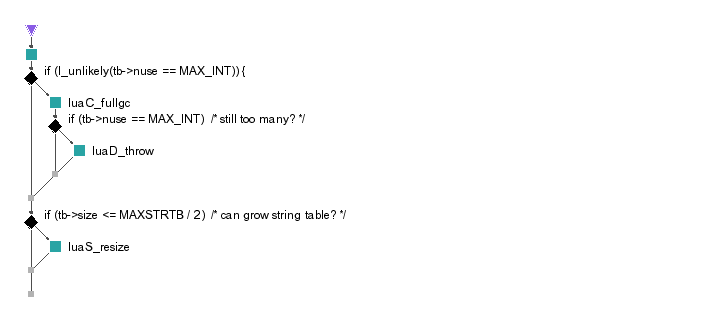 if (l_unlikely(tb->nuse == MAX_INT)) {
luaC_fullgc
if (tb->nuse == MAX_INT)  /* still too many? */
luaD_throw
if (tb->size <= MAXSTRTB / 2)  /* can grow string table? */
luaS_resize